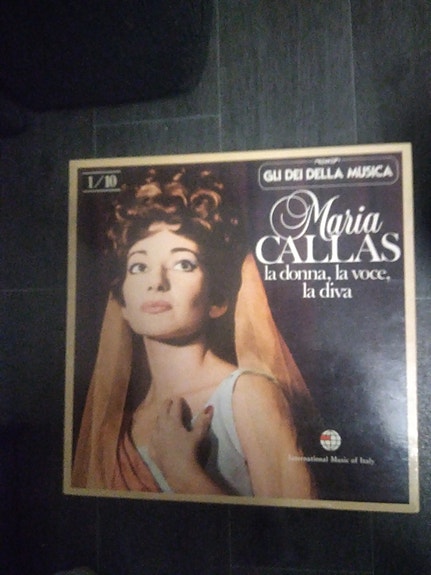 1/10
GLI DEI DELLA MUSICA
Maria
CALLAS
la donna, la voce,
la diva
International Music of Italy